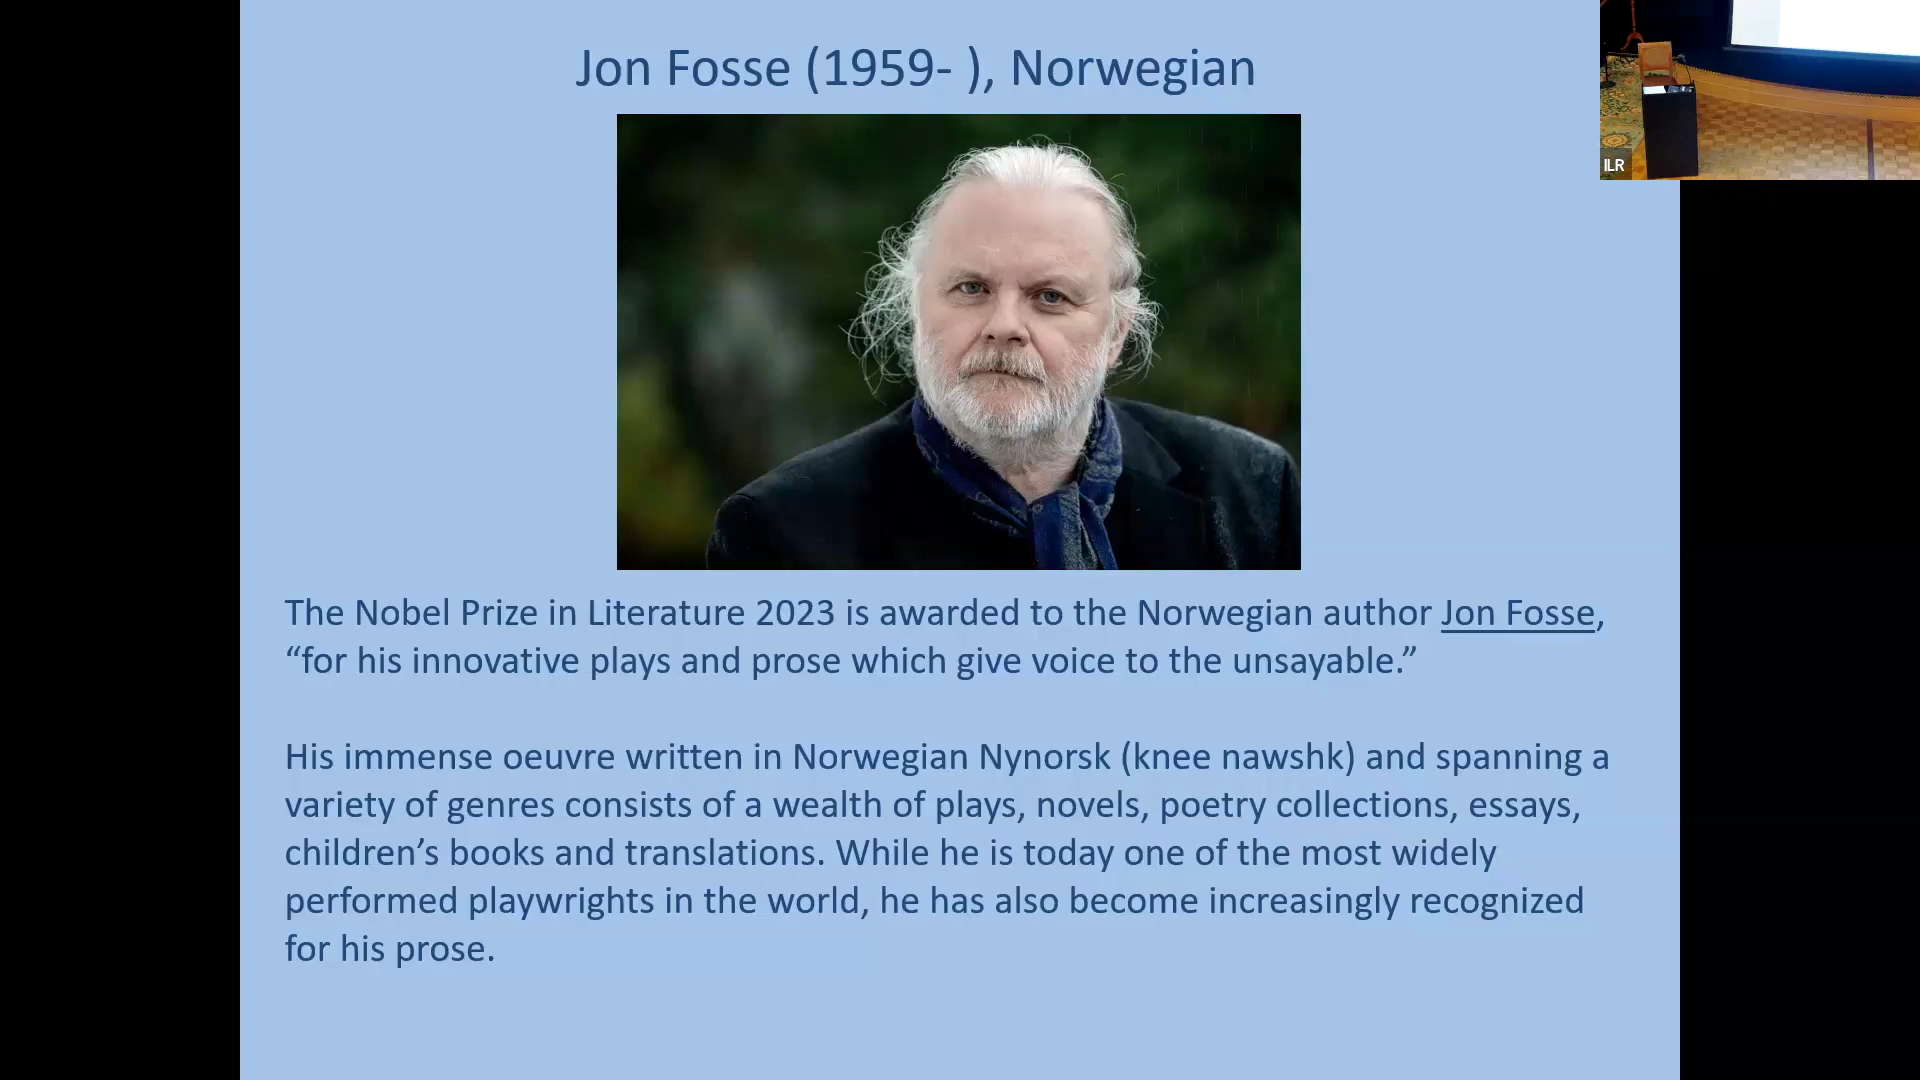 Jon Fosse (1959- ), Norwegian
ILR
The Nobel Prize in Literature 2023 is awarded to the Norwegian author Jon Fosse,
“for his innovative plays and prose which give voice to the unsayable.”
His immense oeuvre written in Norwegian Nynorsk (knee nawshk) and spanning a
variety of genres consists of a wealth of plays, novels, poetry collections, essays,
children’s books and translations. While he is today one of the most widely
performed playwrights in the world, he has also become increasingly recognized
for his prose.